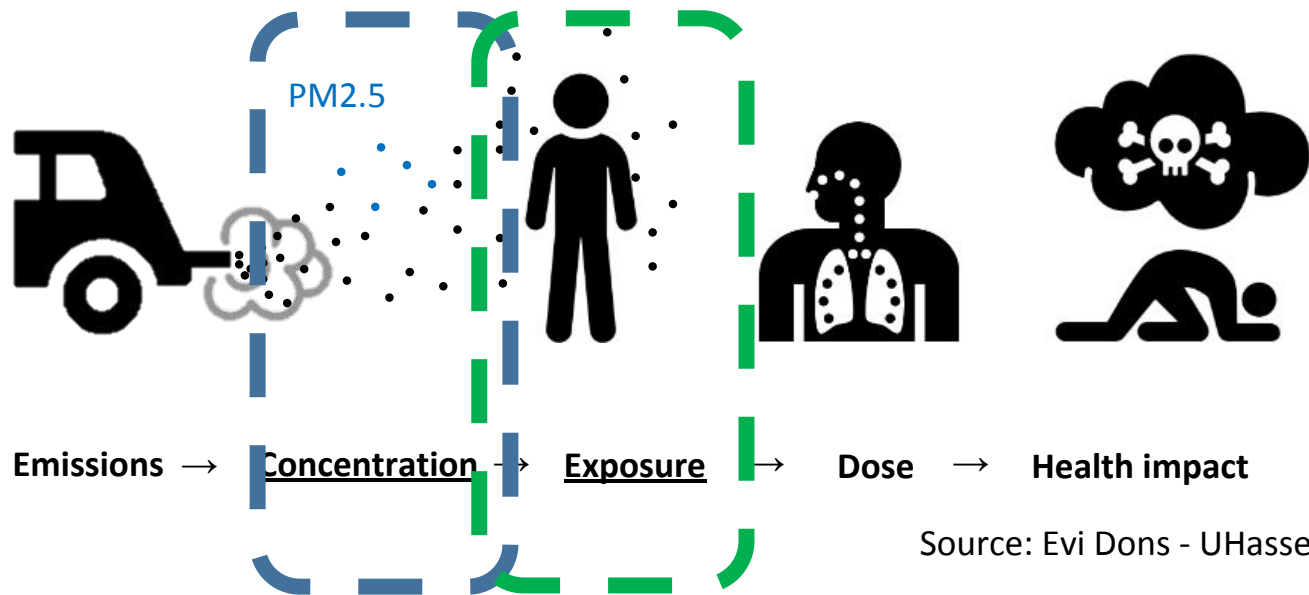 PM2.5
Emissions → Concentration → Exposure → Dose → Health impact
Source: Evi Dons - UHasse